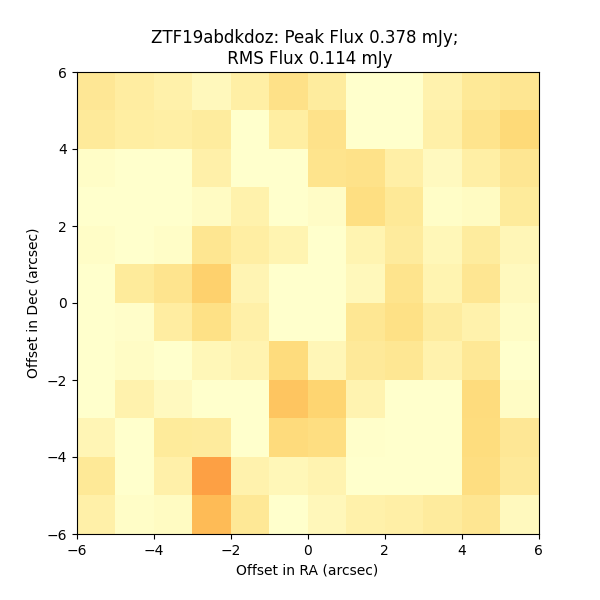 ZTF19abdkdoz: Peak Flux 0.378 mJy;
RMS Flux 0.114 mJy
6
4
2
0
−2
−4
−6
Offset in Dec (arcsec)
−6 −4 −2 0 2 4 6
Offset in RA (arcsec)